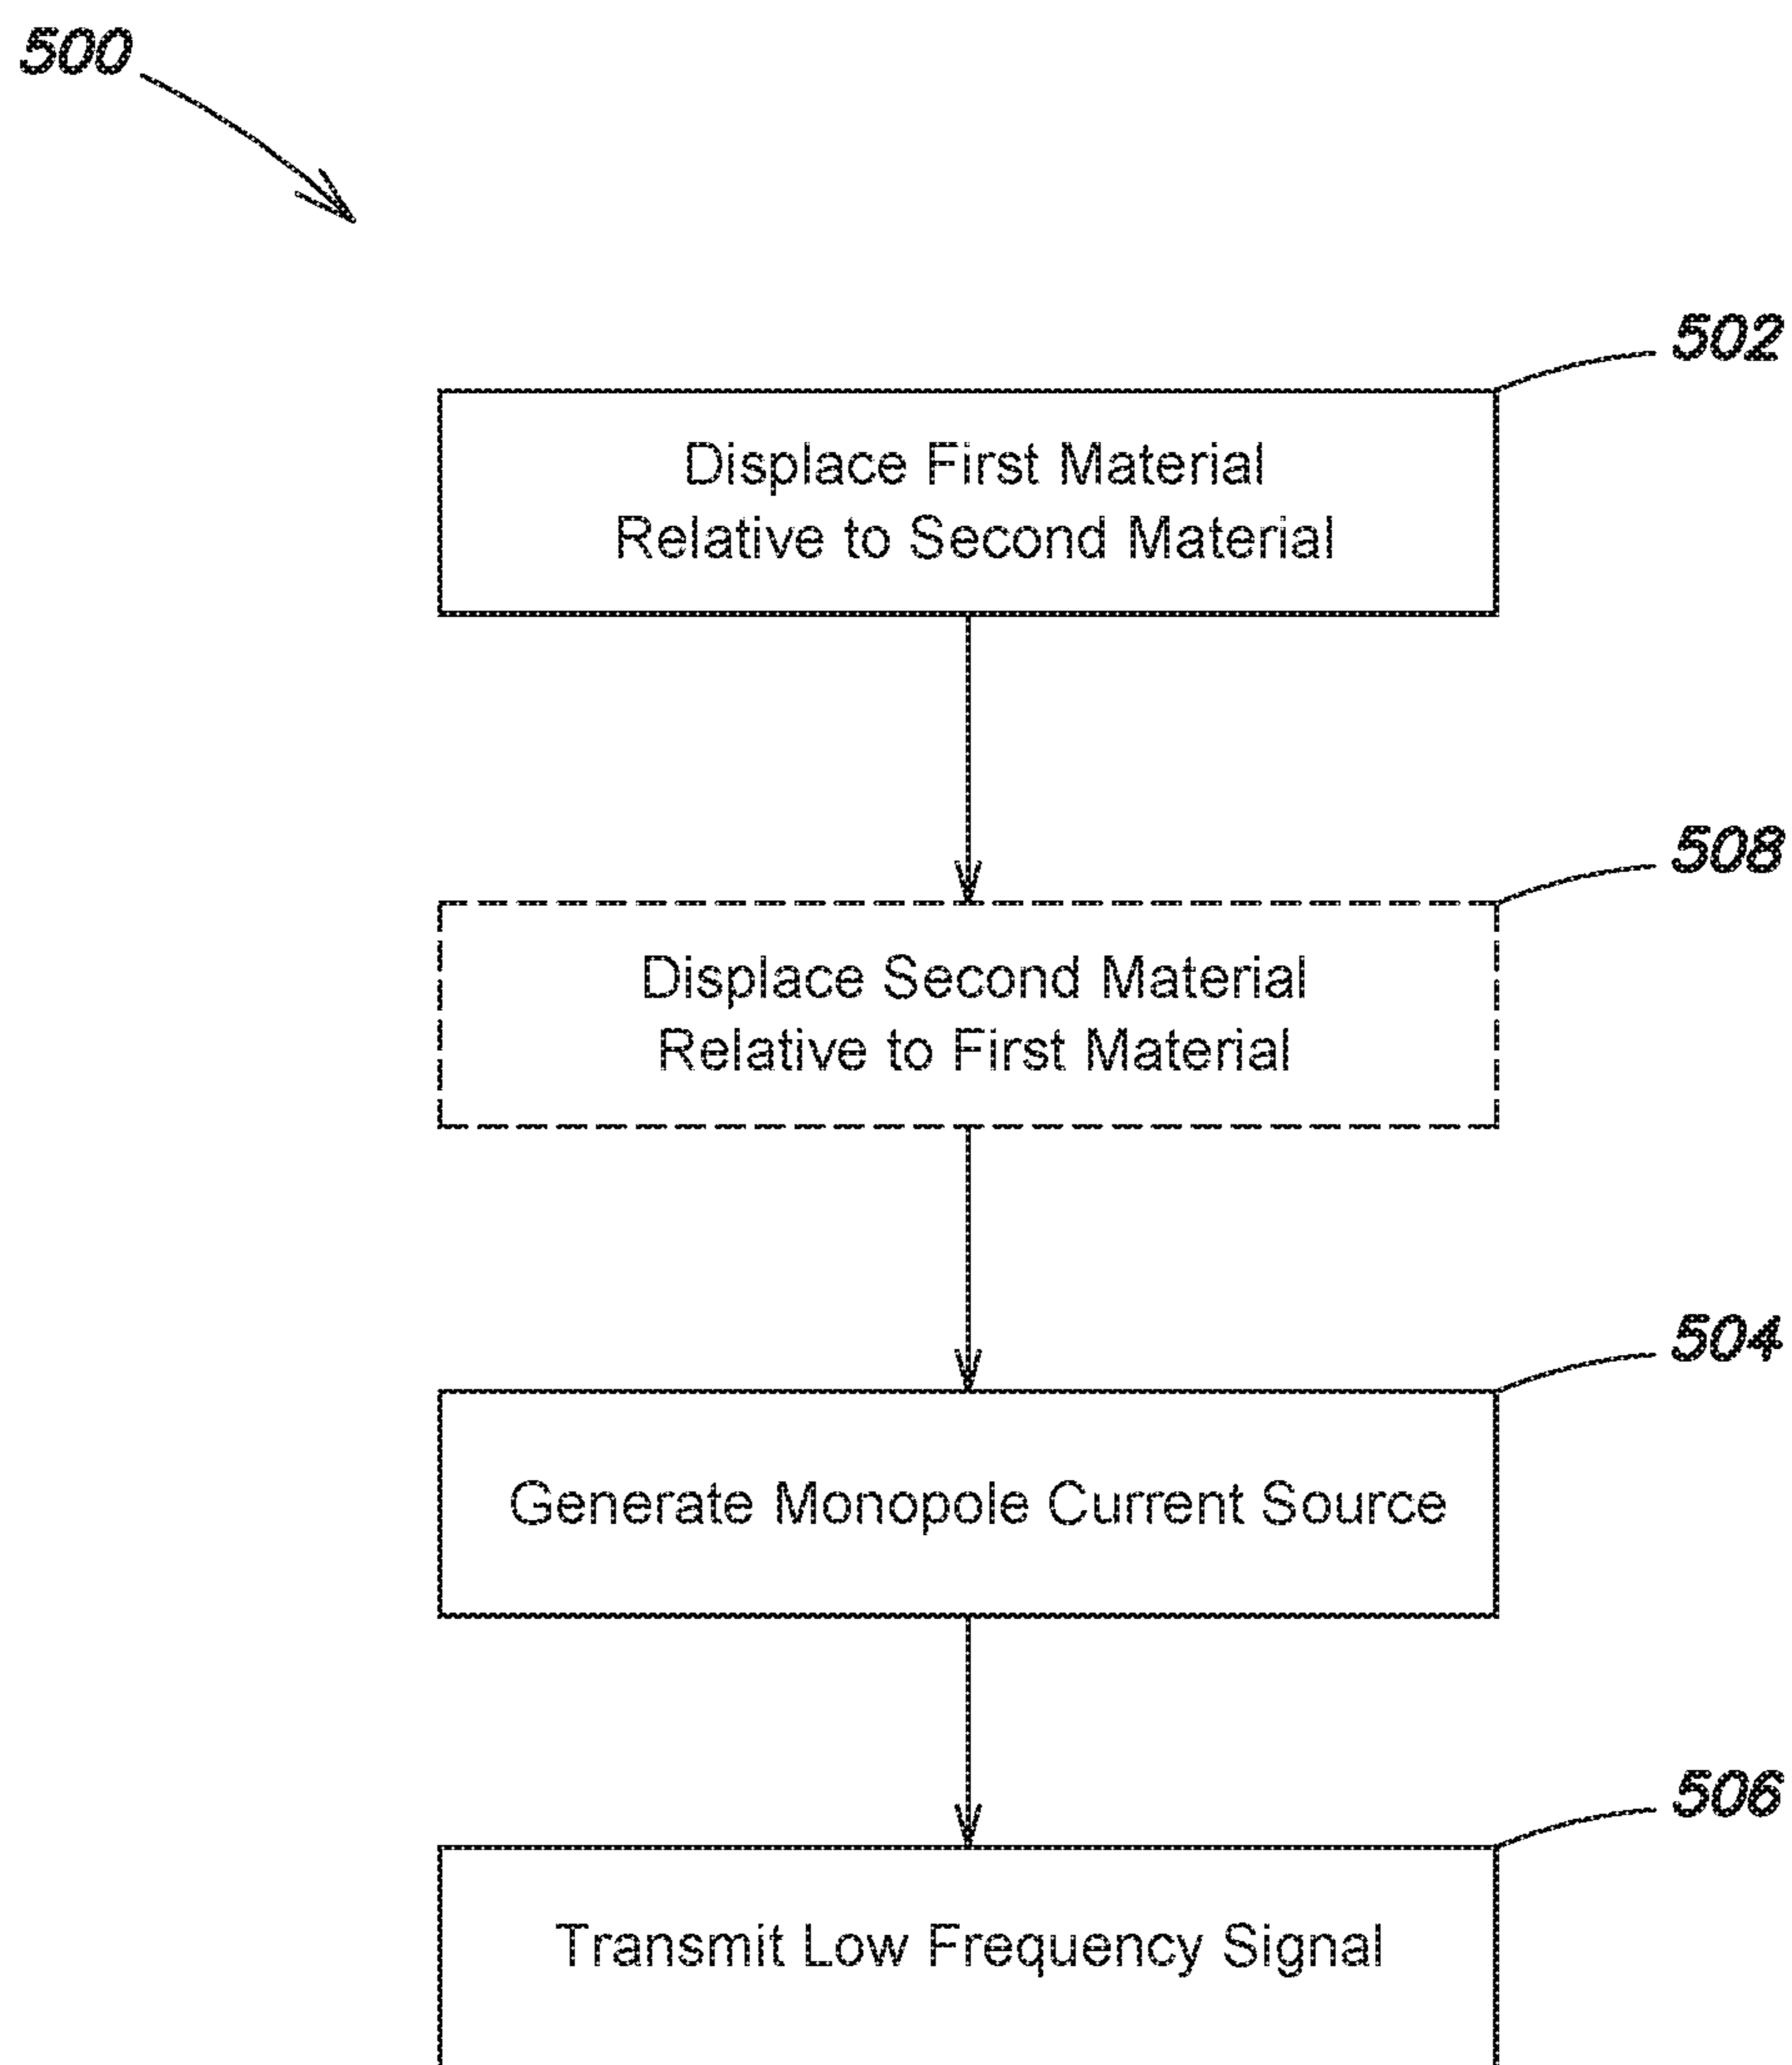 500
502
Displace First Material
Relative to Second Material
508
Displace Second Material
Relative to First Material
504
Generate Monopole Current Source
506
Transmit Low Frequency Signal